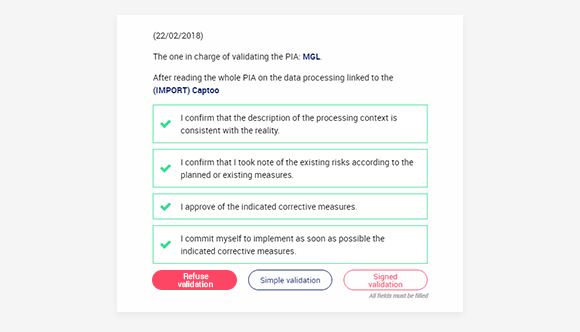 (22/02/2018)
The one in charge of validating the PIA: MGL.
After reading the whole PIA on the data processing linked to the
(IMPORT) Captoo
I confirm that the description of the processing context is
consistent with the reality.
I confirm that I took note of the existing risks according to the
planned or existing measures.
I approve of the indicated corrective measures.
I commit myself to implement as soon as possible the
indicated corrective measures.
Refuse
validation
Simple validation
Signed
validation
All fields must be filled